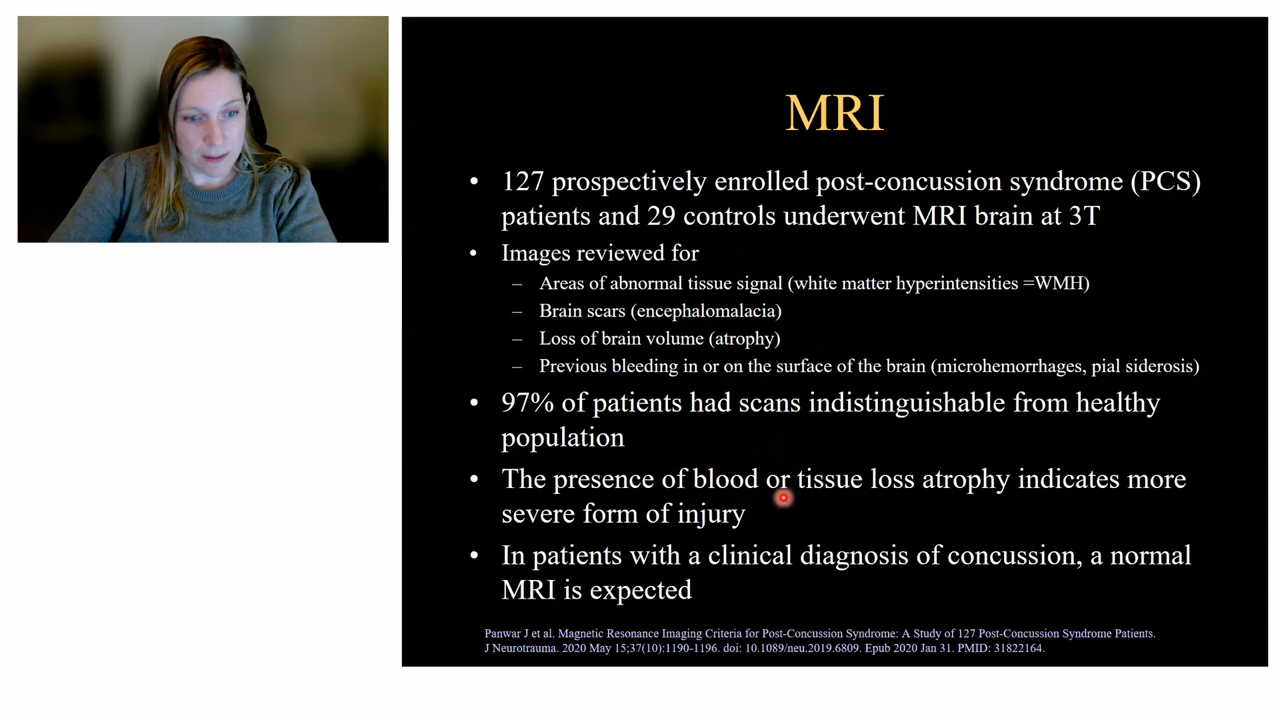 MRI
• 127 prospectively enrolled post-concussion syndrome (PCS)
patients and 29 controls underwent MRI brain at 3T
• Images reviewed for
– Areas of abnormal tissue signal (white matter hyperintensities =WMH)
– Brain scars (encephalomalacia)
– Loss of brain volume (atrophy)
– Previous bleeding in or on the surface of the brain (microhemorrhages, pial siderosis)
• 97% of patients had scans indistinguishable from healthy
population
• The presence of blood or tissue loss atrophy indicates more
severe form of injury
• In patients with a clinical diagnosis of concussion, a normal
MRI is expected
Panwar J et al. Magnetic Resonance Imaging Criteria for Post-Concussion Syndrome: A Study of 127 Post-Concussion Syndrome Patients.
J Neurotrauma. 2020 May 15;37(10):1190-1196. doi: 10.1089/neu.2019.6809. Epub 2020 Jan 31. PMID: 31822164.